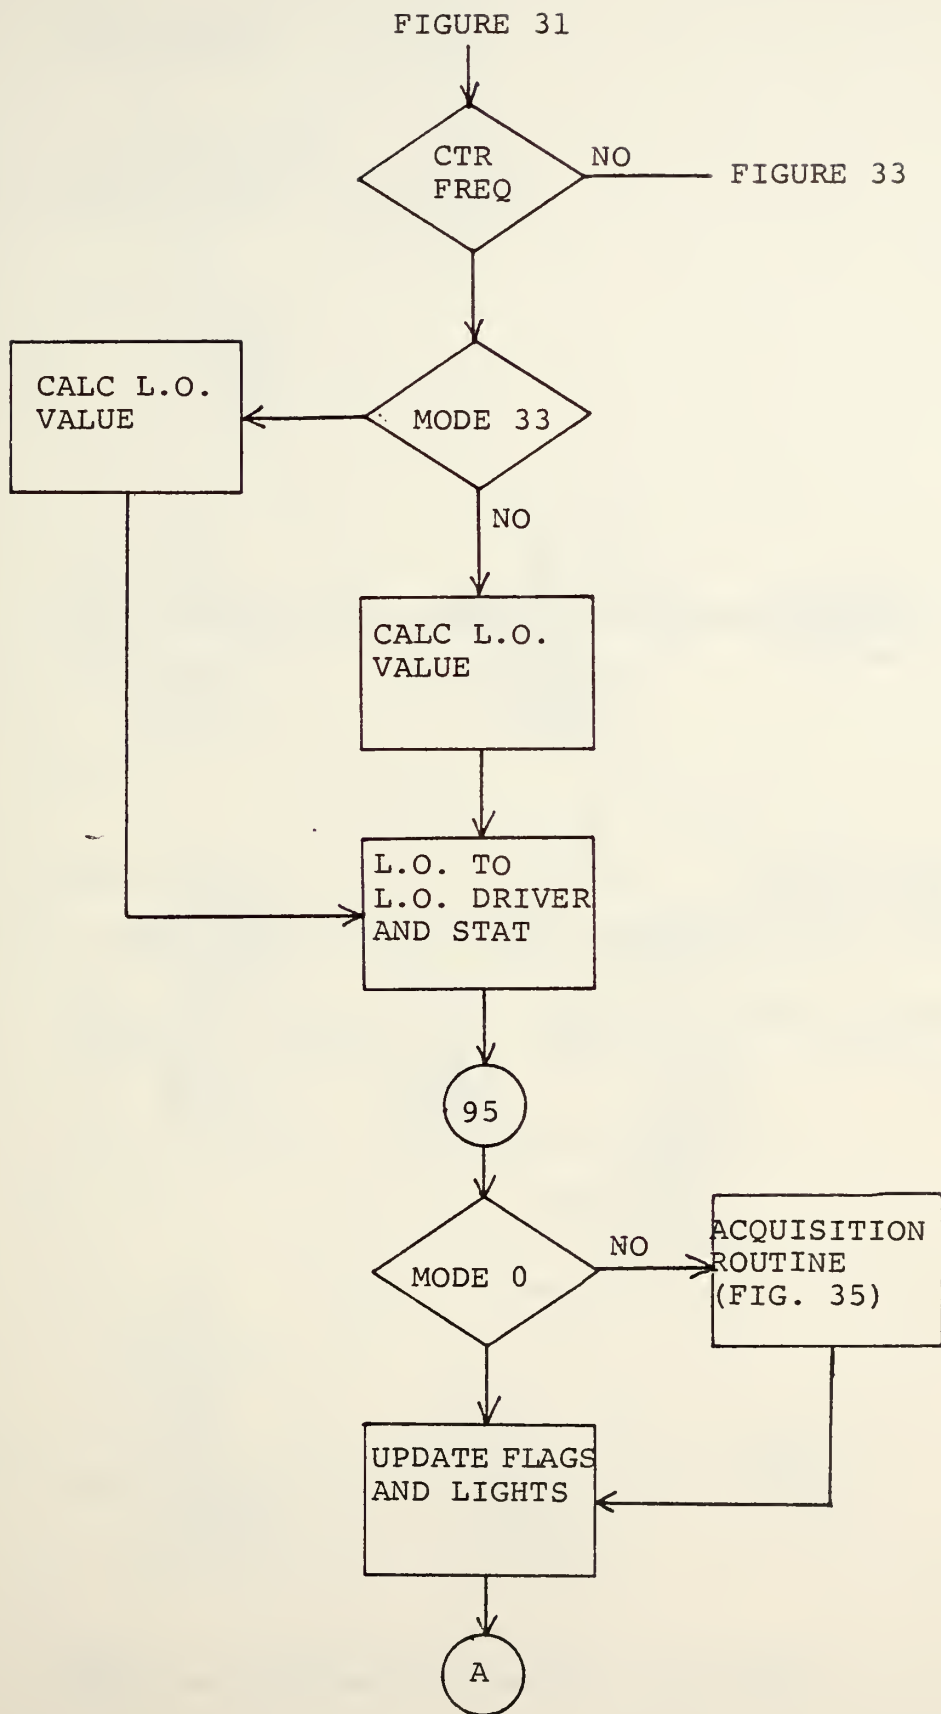 FIGURE 31
CTR
FREQ
NO
FIGURE 33
CALC L.O.
VALUE
MODE 33
NO
CALC L.O.
VALUE
L.O. TO
L.O. DRIVER
AND STAT
95
MODE 0
NO
ACQUISITION
ROUTINE
(FIG. 35)
UPDATE FLAGS
AND LIGHTS
A